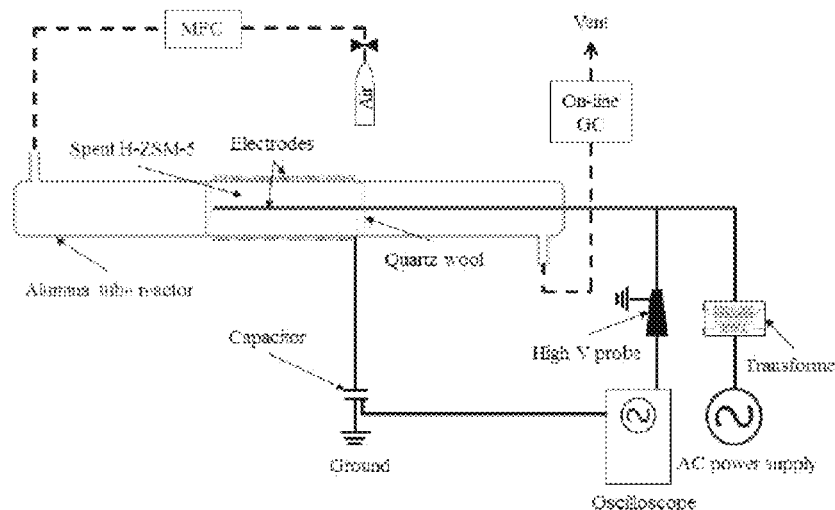 MFC
Vent
Air
On-line
GC
Spent H-ZSM-5
Electrodes
Quartz wool
Alumina tube reactor
Capacitor
High V probe
Transforme
Ground
AC power supply
Oscilloscope